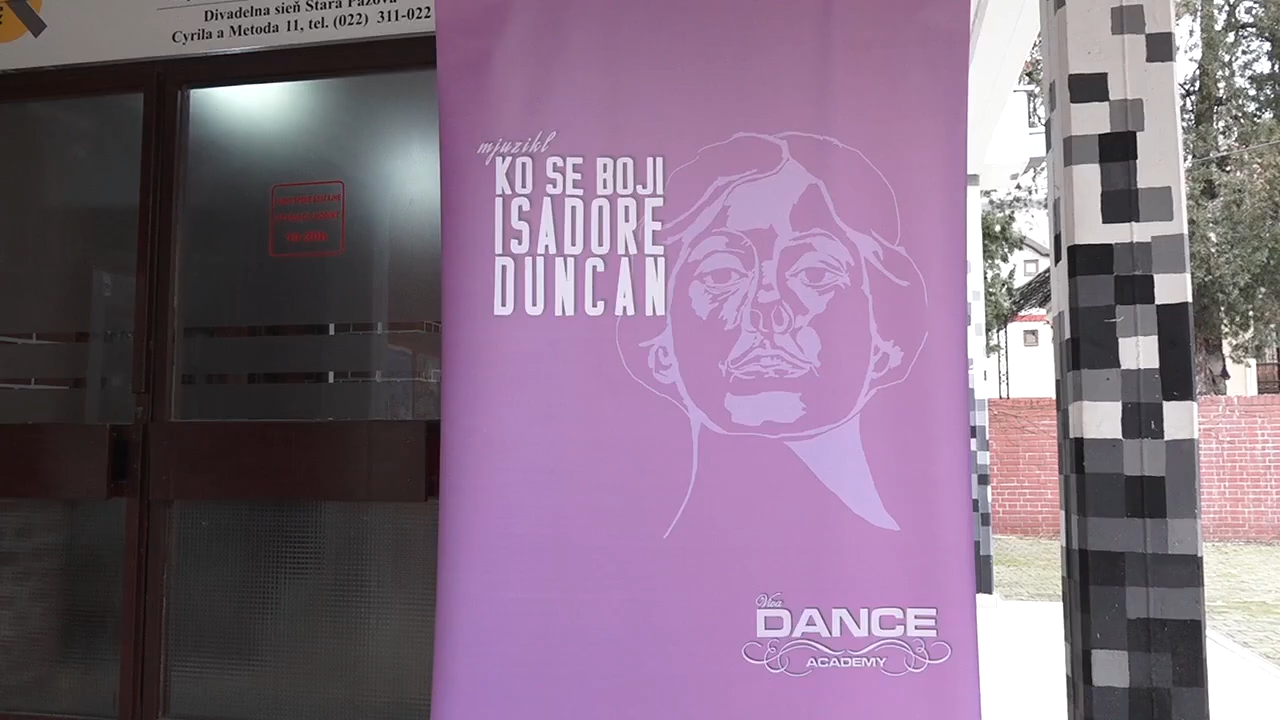 Divadelna sieň Stara Pazova
Cyrila a Metoda 11, tel. (022) 311-022
mjuzikl
KO SE BOJI
ISADORE
DUNCAN
Viva
DANCE
ACADEMY